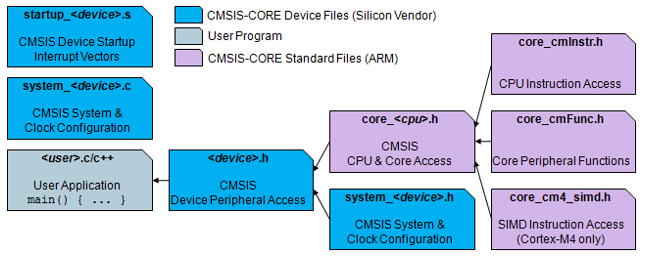 startup_<device>.s
CMSIS Device Startup
Interrupt Vectors
CMSIS-CORE Device Files (Silicon Vendor)
User Program
CMSIS-CORE Standard Files (ARM)
core_cmInstr.h
CPU Instruction Access
system_<device>.c
CMSIS System &
Clock Configuration
core_<cpu>.h
CMSIS
CPU & Core Access
core_cmFunc.h
Core Peripheral Functions
<user>.c/c++
User Application
main() { ... }
<device>.h
CMSIS
Device Peripheral Access
system_<device>.h
CMSIS System &
Clock Configuration
core_cm4_simd.h
SIMD Instruction Access
(Cortex-M4 only)